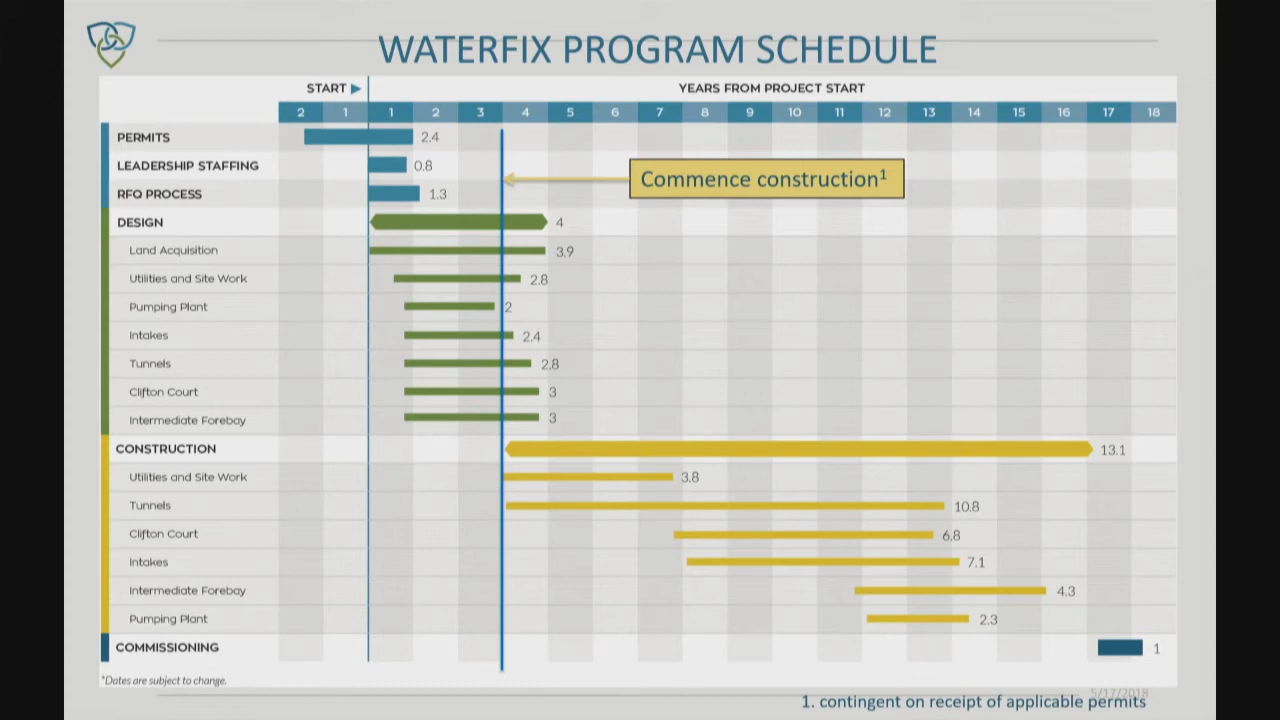 WATERFIX PROGRAM SCHEDULE
START ▶ YEARS FROM PROJECT START
2 1 1 2 3 4 5 6 7 8 9 10 11 12 13 14 15 16 17 18
PERMITS 2.4
LEADERSHIP STAFFING 0.8
Commence construction¹
RFQ PROCESS 1.3
DESIGN 4
Land Acquisition 3.9
Utilities and Site Work 2.8
Pumping Plant 2
Intakes 2.4
Tunnels 2.8
Clifton Court 3
Intermediate Forebay 3
CONSTRUCTION 13.1
Utilities and Site Work 3.8
Tunnels 10.8
Clifton Court 6.8
Intakes 7.1
Intermediate Forebay 4.3
Pumping Plant 2.3
COMMISSIONING 1
*Dates are subject to change.
5/17/2018
1. contingent on receipt of applicable permits